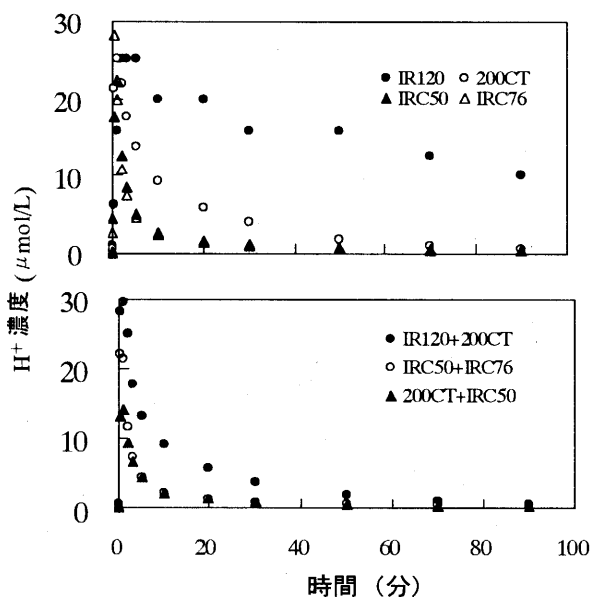 30
20
10
0
● IR120 ○ 200CT
▲ IRC50 △ IRC76
H⁺ 濃度 (μmol/L)
30
20
10
0
● IR120+200CT
○ IRC50+IRC76
▲ 200CT+IRC50
0 20 40 60 80 100
時間 (分)